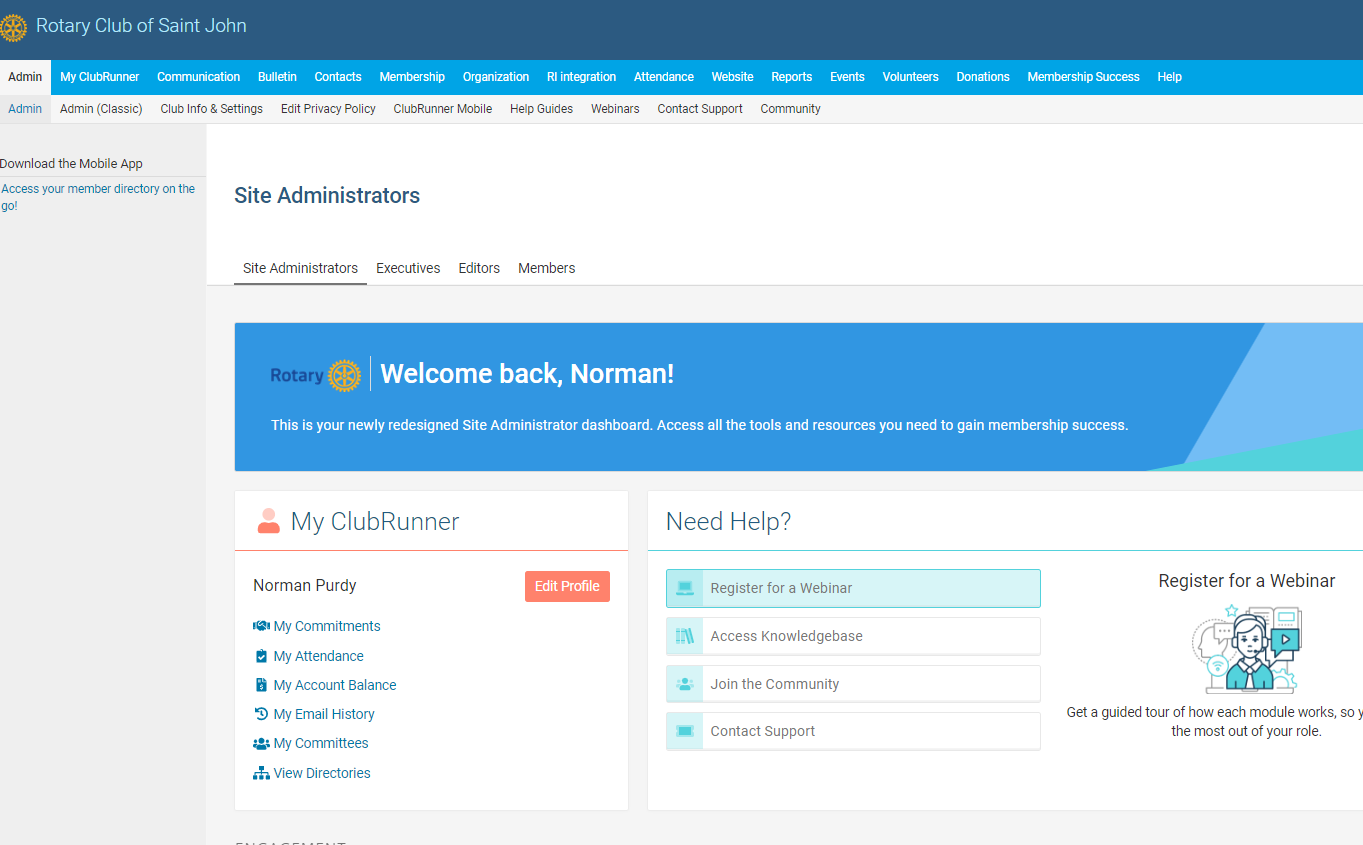 Rotary Club of Saint John
Admin My ClubRunner Communication Bulletin Contacts Membership Organization RI integration Attendance Website Reports Events Volunteers Donations Membership Success Help
Admin Admin (Classic) Club Info & Settings Edit Privacy Policy ClubRunner Mobile Help Guides Webinars Contact Support Community
Download the Mobile App
Access your member directory on the
go!
Site Administrators
Site Administrators Executives Editors Members
Rotary Welcome back, Norman!
This is your newly redesigned Site Administrator dashboard. Access all the tools and resources you need to gain membership success.
My ClubRunner
Norman Purdy Edit Profile
My Commitments
My Attendance
My Account Balance
My Email History
My Committees
View Directories
Need Help?
Register for a Webinar
Access Knowledgebase
Join the Community
Contact Support
Register for a Webinar
Get a guided tour of how each module works, so
the most out of your role.
ENGAGEMENT